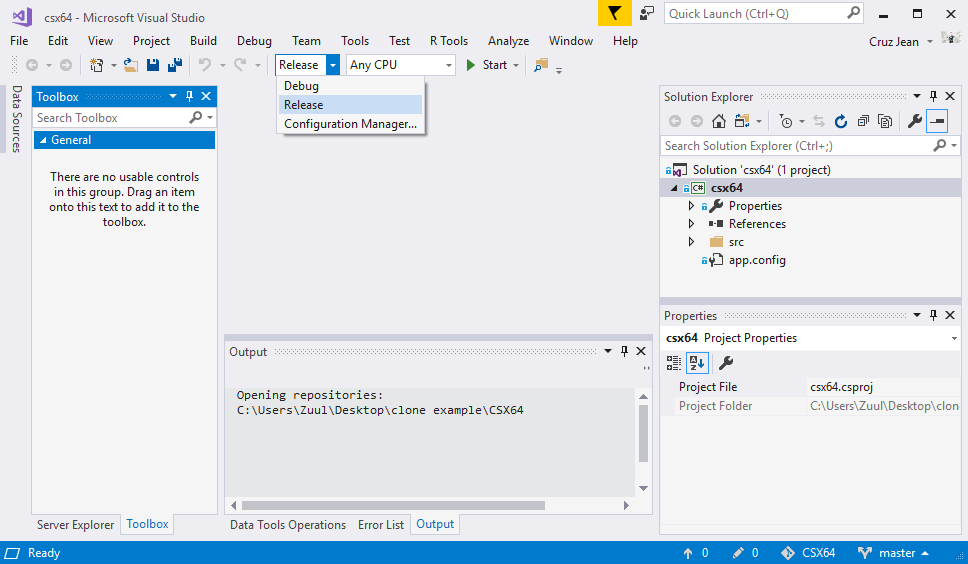 csx64 - Microsoft Visual Studio
Quick Launch (Ctrl+Q)
File Edit View Project Build Debug Team Tools Test R Tools Analyze Window Help
Cruz Jean
Release Any CPU Start
Debug
Release
Configuration Manager...
Data Sources
Toolbox
Search Toolbox
General
There are no usable controls
in this group. Drag an item
onto this text to add it to the
toolbox.
Server Explorer Toolbox
Output
Opening repositories:
C:\Users\Zuul\Desktop\clone example\CSX64
Data Tools Operations Error List Output
Solution Explorer
Search Solution Explorer (Ctrl+;)
Solution 'csx64' (1 project)
C# csx64
Properties
References
src
app.config
Properties
csx64 Project Properties
Project File csx64.csproj
Project Folder C:\Users\Zuul\Desktop\clone
Ready
0 0 CSX64 master